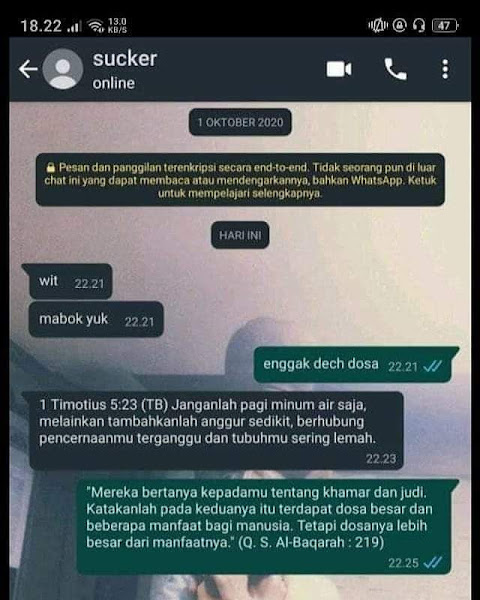 18.22
13.0
KB/S
47
sucker
online
1 OKTOBER 2020
Pesan dan panggilan terenkripsi secara end-to-end. Tidak seorang pun di luar
chat ini yang dapat membaca atau mendengarkannya, bahkan WhatsApp. Ketuk
untuk mempelajari selengkapnya.
HARI INI
wit 22.21
mabok yuk 22.21
enggak dech dosa 22.21
1 Timotius 5:23 (TB) Janganlah pagi minum air saja,
melainkan tambahkanlah anggur sedikit, berhubung
pencernaanmu terganggu dan tubuhmu sering lemah.
22.23
"Mereka bertanya kepadamu tentang khamar dan judi.
Katakanlah pada keduanya itu terdapat dosa besar dan
beberapa manfaat bagi manusia. Tetapi dosanya lebih
besar dari manfaatnya." (Q. S. Al-Baqarah : 219)
22.25